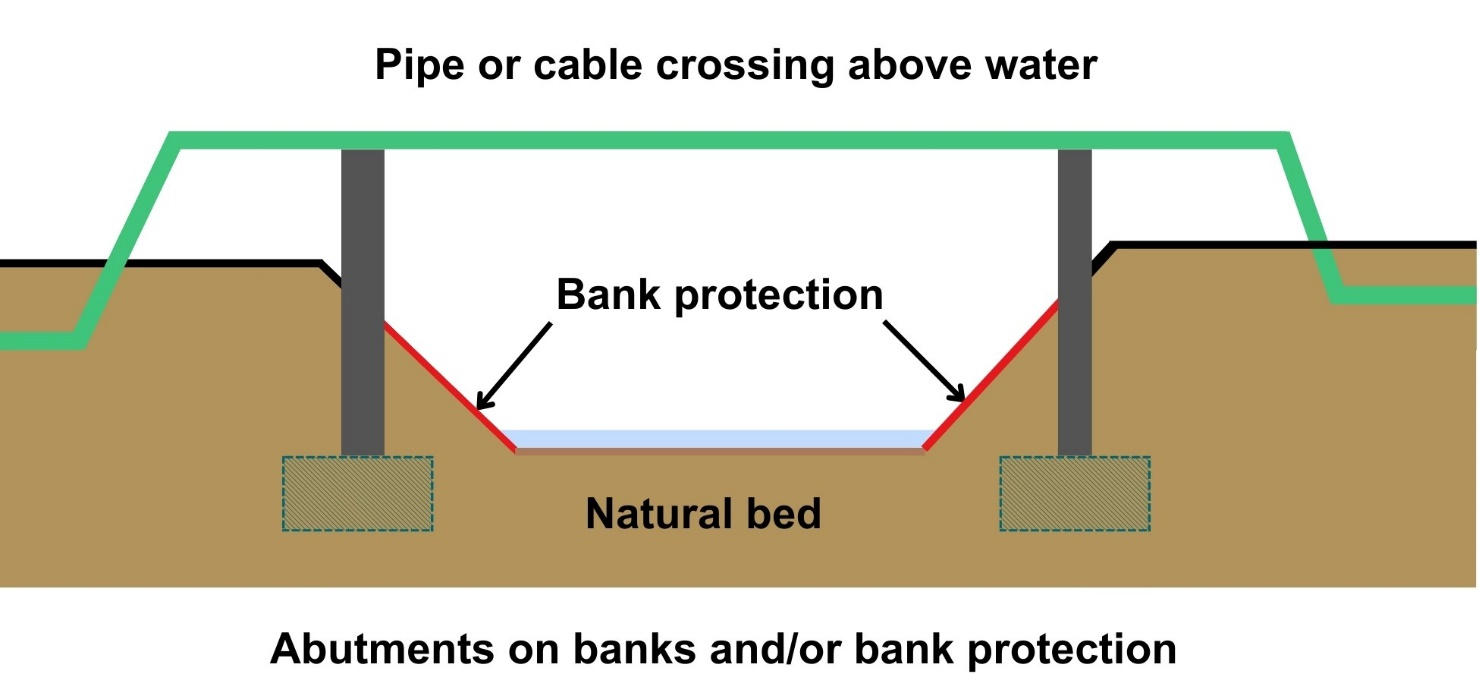 Pipe or cable crossing above water
Bank protection
Natural bed
Abutments on banks and/or bank protection